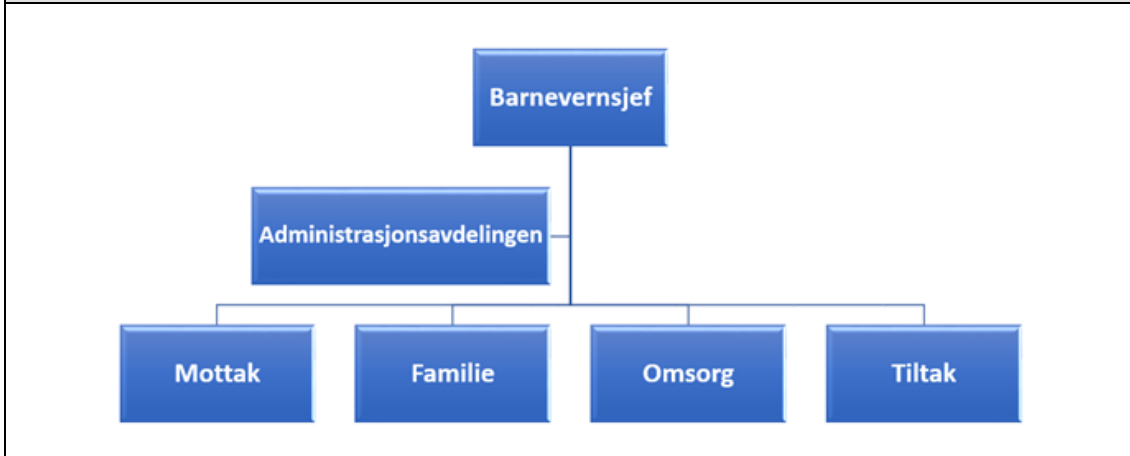 Barnevernsjef
Administrasjonsavdelingen
Mottak
Familie
Omsorg
Tiltak